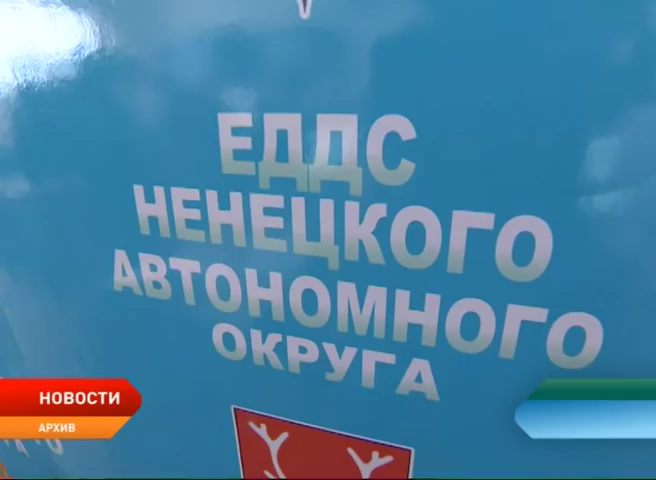 ЕДДС
НЕНЕЦКОГО
АВТОНОМНОГО
ОКРУГА
НОВОСТИ
АРХИВ